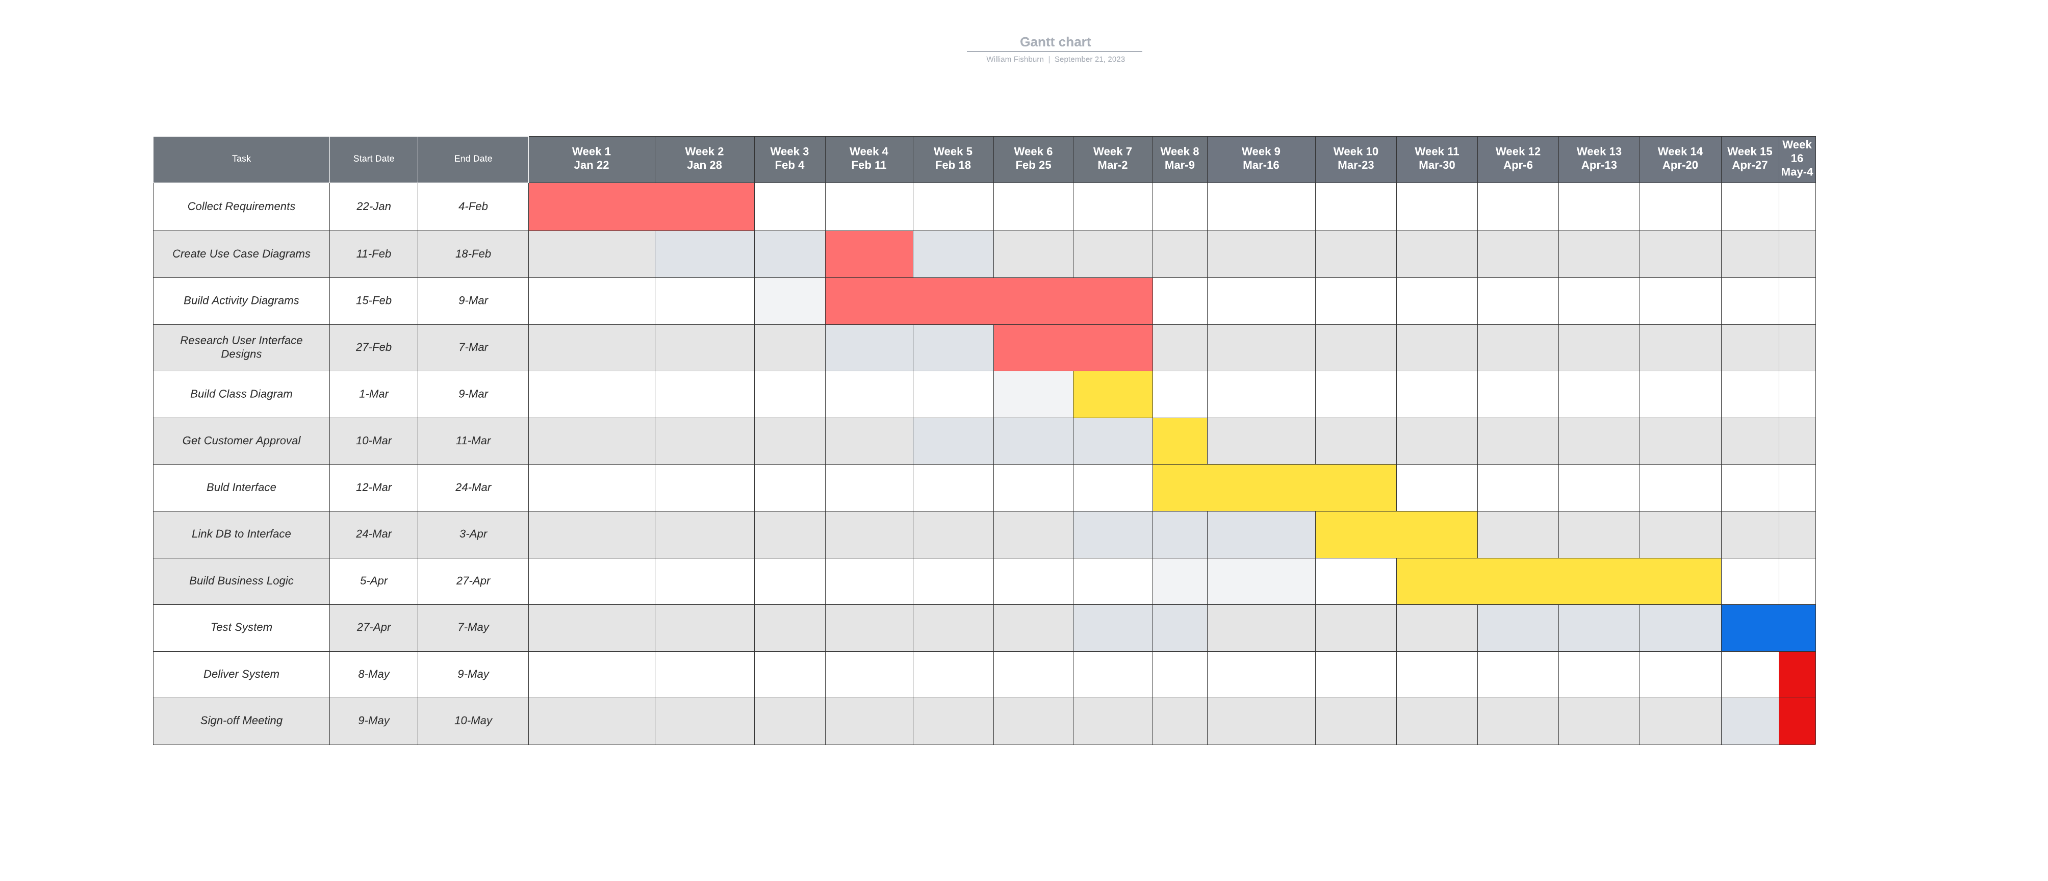 Gantt chart
William Fishburn | September 21, 2023
Task Start Date End Date Week 1 Week 2 Week 3 Week 4 Week 5 Week 6 Week 7 Week 8 Week 9 Week 10 Week 11 Week 12 Week 13 Week 14 Week 15 Week 16
Jan 22 Jan 28 Feb 4 Feb 11 Feb 18 Feb 25 Mar-2 Mar-9 Mar-16 Mar-23 Mar-30 Apr-6 Apr-13 Apr-20 Apr-27 May-4
Collect Requirements 22-Jan 4-Feb
Create Use Case Diagrams 11-Feb 18-Feb
Build Activity Diagrams 15-Feb 9-Mar
Research User Interface
Designs 27-Feb 7-Mar
Build Class Diagram 1-Mar 9-Mar
Get Customer Approval 10-Mar 11-Mar
Buld Interface 12-Mar 24-Mar
Link DB to Interface 24-Mar 3-Apr
Build Business Logic 5-Apr 27-Apr
Test System 27-Apr 7-May
Deliver System 8-May 9-May
Sign-off Meeting 9-May 10-May